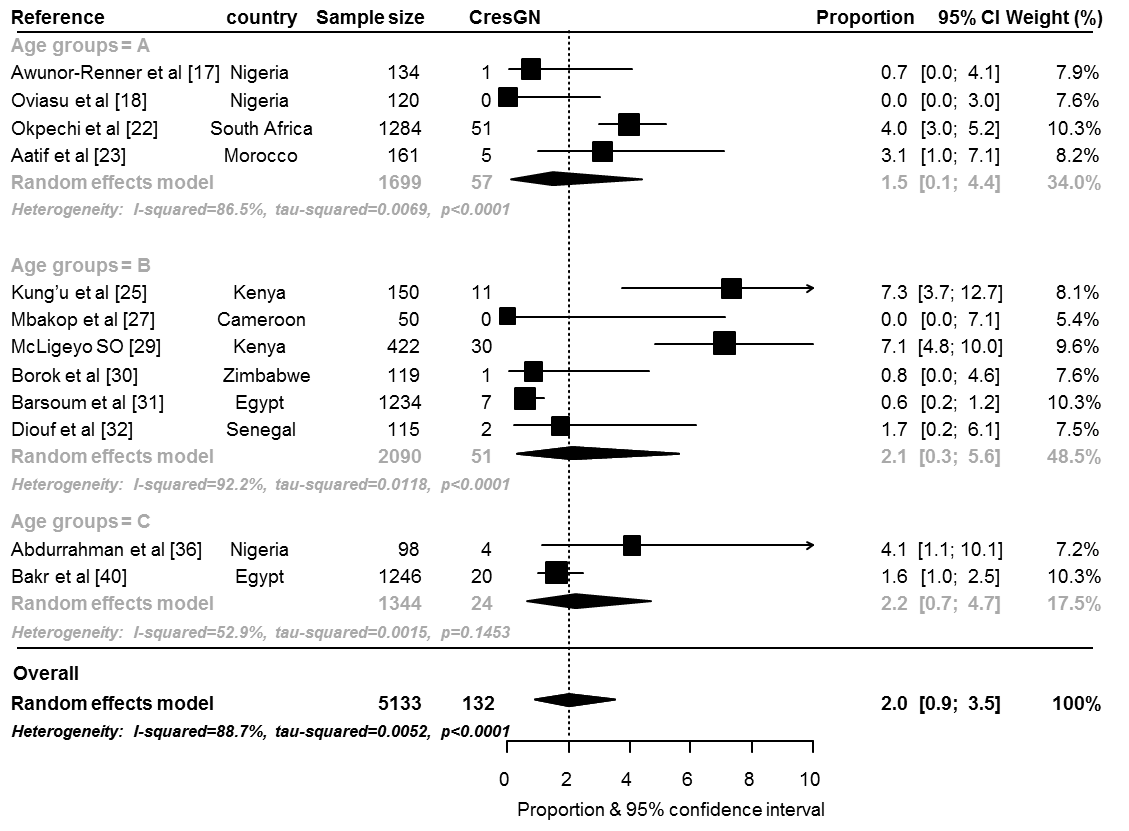 Reference country Sample size CresGN Proportion 95% CI Weight (%)
Age groups = A
Awunor-Renner et al [17] Nigeria 134 1 0.7 [0.0; 4.1] 7.9%
Oviasu et al [18] Nigeria 120 0 0.0 [0.0; 3.0] 7.6%
Okpechi et al [22] South Africa 1284 51 4.0 [3.0; 5.2] 10.3%
Aatif et al [23] Morocco 161 5 3.1 [1.0; 7.1] 8.2%
Random effects model 1699 57 1.5 [0.1; 4.4] 34.0%
Heterogeneity: I-squared=86.5%, tau-squared=0.0069, p<0.0001
Age groups = B
Kung'u et al [25] Kenya 150 11 7.3 [3.7; 12.7] 8.1%
Mbakop et al [27] Cameroon 50 0 0.0 [0.0; 7.1] 5.4%
McLigeyo SO [29] Kenya 422 30 7.1 [4.8; 10.0] 9.6%
Borok et al [30] Zimbabwe 119 1 0.8 [0.0; 4.6] 7.6%
Barsoum et al [31] Egypt 1234 7 0.6 [0.2; 1.2] 10.3%
Diouf et al [32] Senegal 115 2 1.7 [0.2; 6.1] 7.5%
Random effects model 2090 51 2.1 [0.3; 5.6] 48.5%
Heterogeneity: I-squared=92.2%, tau-squared=0.0118, p<0.0001
Age groups = C
Abdurrahman et al [36] Nigeria 98 4 4.1 [1.1; 10.1] 7.2%
Bakr et al [40] Egypt 1246 20 1.6 [1.0; 2.5] 10.3%
Random effects model 1344 24 2.2 [0.7; 4.7] 17.5%
Heterogeneity: I-squared=52.9%, tau-squared=0.0015, p=0.1453
Overall
Random effects model 5133 132 2.0 [0.9; 3.5] 100%
Heterogeneity: I-squared=88.7%, tau-squared=0.0052, p<0.0001
0 2 4 6 8 10
Proportion & 95% confidence interval